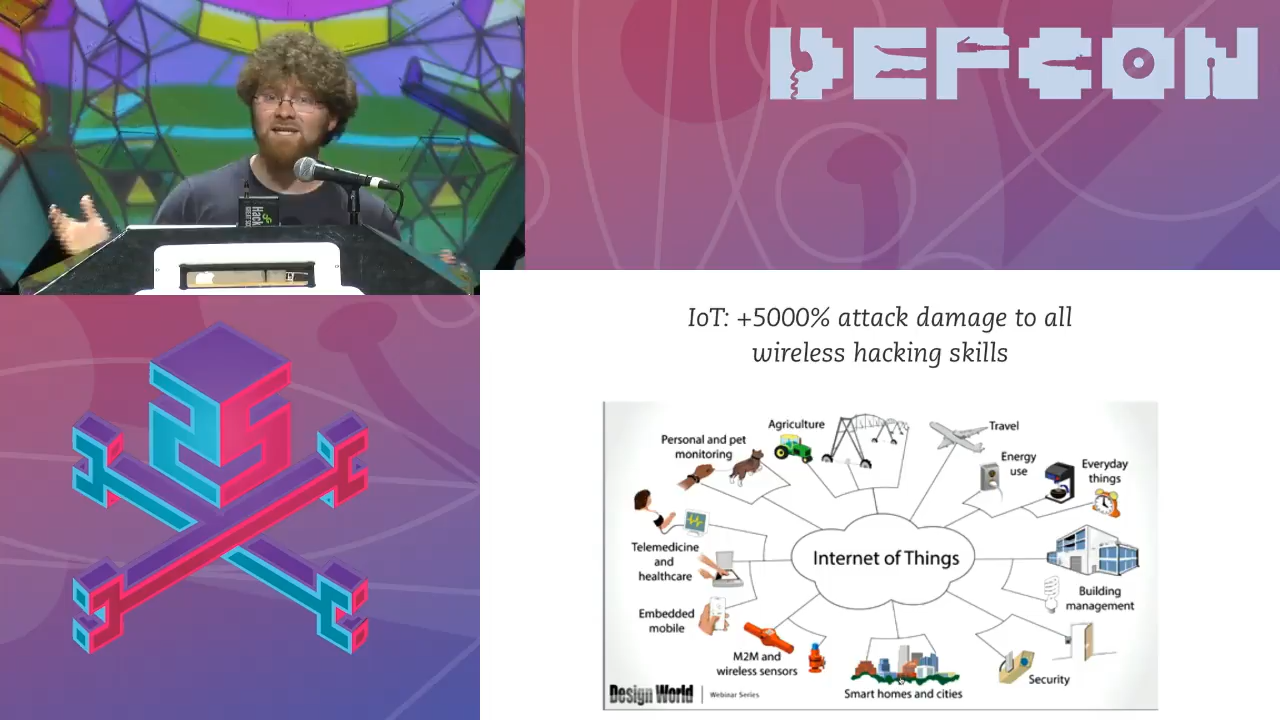 DEFCON
Hack
25
IoT: +5000% attack damage to all
wireless hacking skills
Agriculture
Travel
Personal and pet
monitoring
Energy
use
Everyday
things
Telemedicine
and
healthcare
Internet of Things
Building
management
Embedded
mobile
M2M and
wireless sensors
Smart homes and cities
Security
Design World
Webinar Series